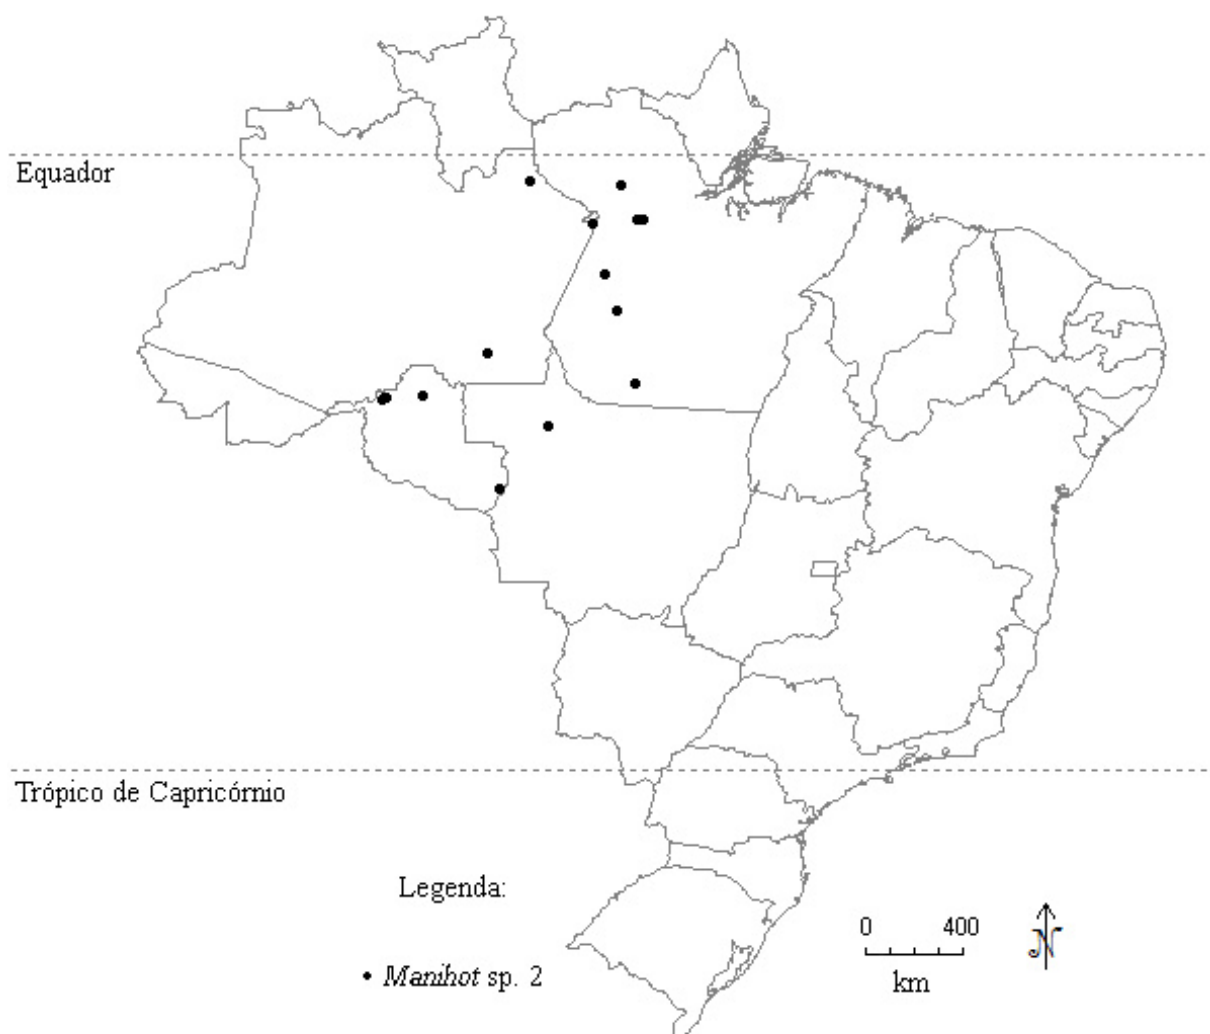 Equador
Trópico de Capricórnio
Legenda:
0 400
km
N
• Manihot sp. 2